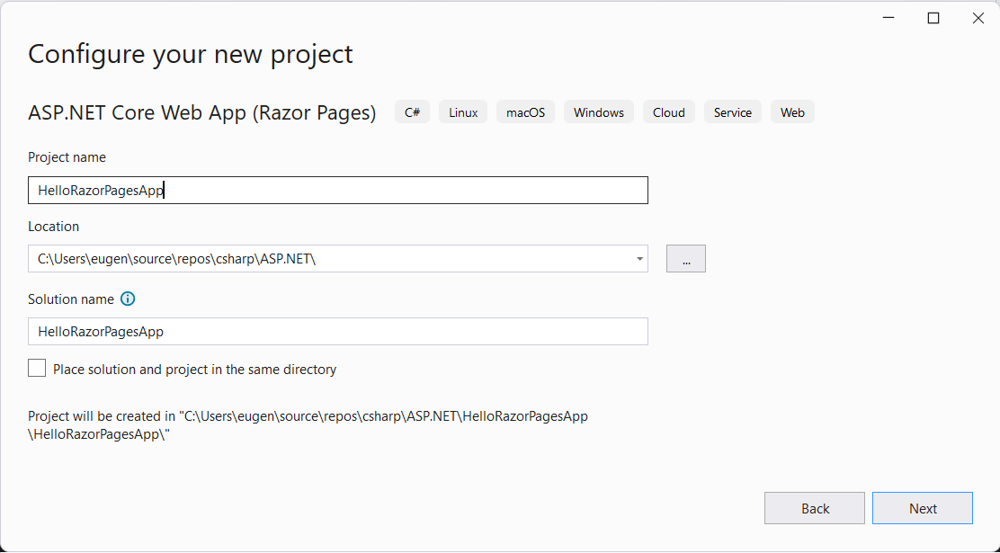 Configure your new project
ASP.NET Core Web App (Razor Pages) C# Linux macOS Windows Cloud Service Web
Project name
HelloRazorPagesApp
Location
C:\Users\eugen\source\repos\csharp\ASP.NET\
...
Solution name
HelloRazorPagesApp
Place solution and project in the same directory
Project will be created in "C:\Users\eugen\source\repos\csharp\ASP.NET\HelloRazorPagesApp
\HelloRazorPagesApp\"
Back Next